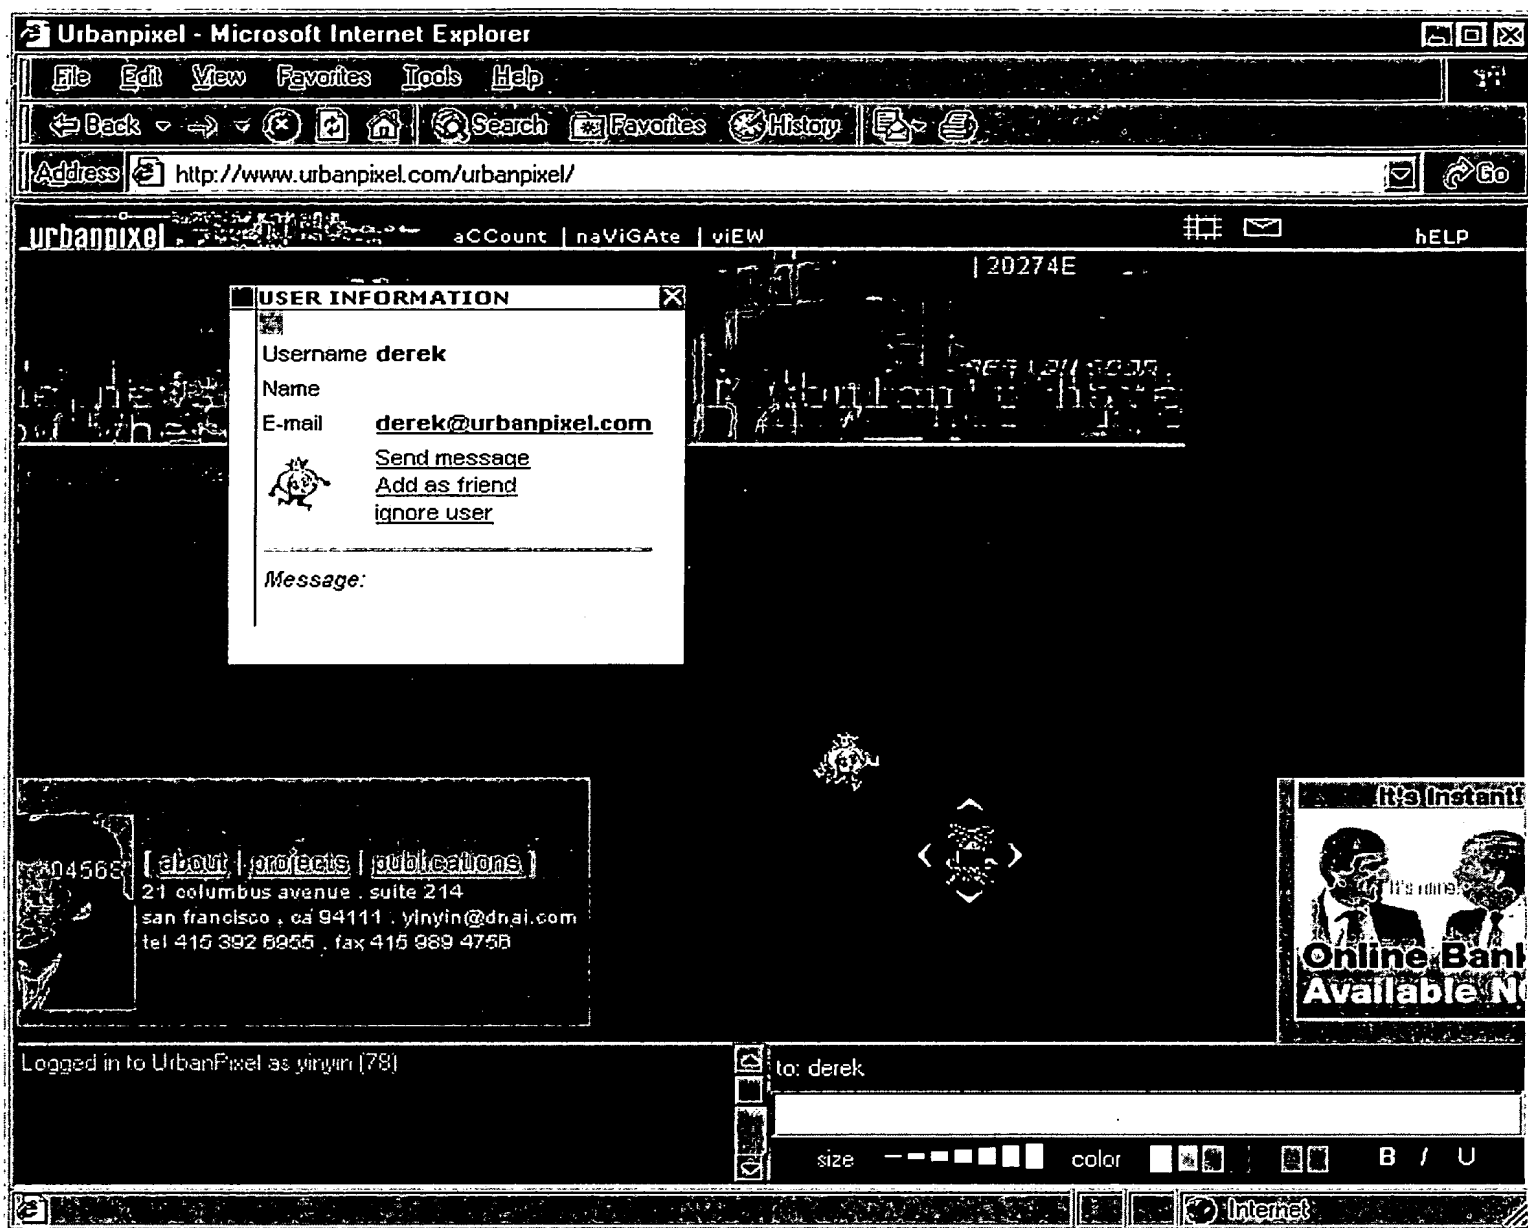 Urbanpixel - Microsoft Internet Explorer
File Edit View Favorites Tools Help
Back Search Favorites History
Address http://www.urbanpixel.com/urbanpixel/ Go
urbanpixel aCCount | naViGAte | viEW hELP
| 20274E
USER INFORMATION
Username derek
Name
E-mail derek@urbanpixel.com
Send message
Add as friend
ignore user
Message:
It's Instant!
04568
[ about | projects | publications ]
21 columbus avenue . suite 214
san francisco . ca 94111 . yinyin@dnai.com
tel 415 392 6955 . fax 415 989 4758
It's mine!
Online Bank
Available N
Logged in to UrbanPixel as yinyin (78)
to: derek
size color B I U
Internet